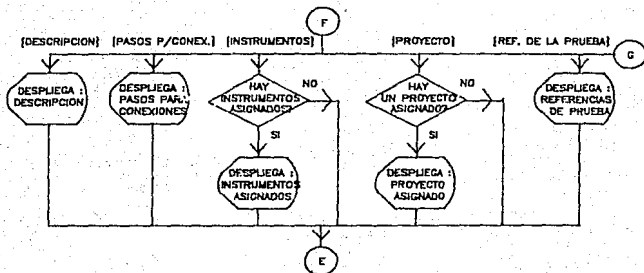 F
[DESCRIPCION]
[PASOS P/CONEX.]
[INSTRUMENTOS]
[PROYECTO]
[REF. DE LA PRUEBA]
G
DESPLIEGA :
DESCRIPCION
DESPLIEGA :
PASOS PARA
CONEXIONES
HAY
INSTRUMENTOS
ASIGNADOS?
NO
HAY
UN PROYECTO
ASIGNADO?
NO
DESPLIEGA :
REFERENCIAS
DE PRUEBA
SI
SI
DESPLIEGA :
INSTRUMENTOS
ASIGNADOS
DESPLIEGA :
PROYECTO
ASIGNADO
E